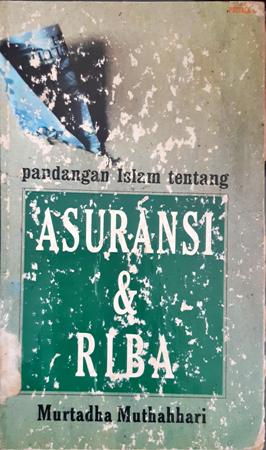 pandangan Islam tentang
ASURANSI
&
RIBA
Murtadha Muthahhari